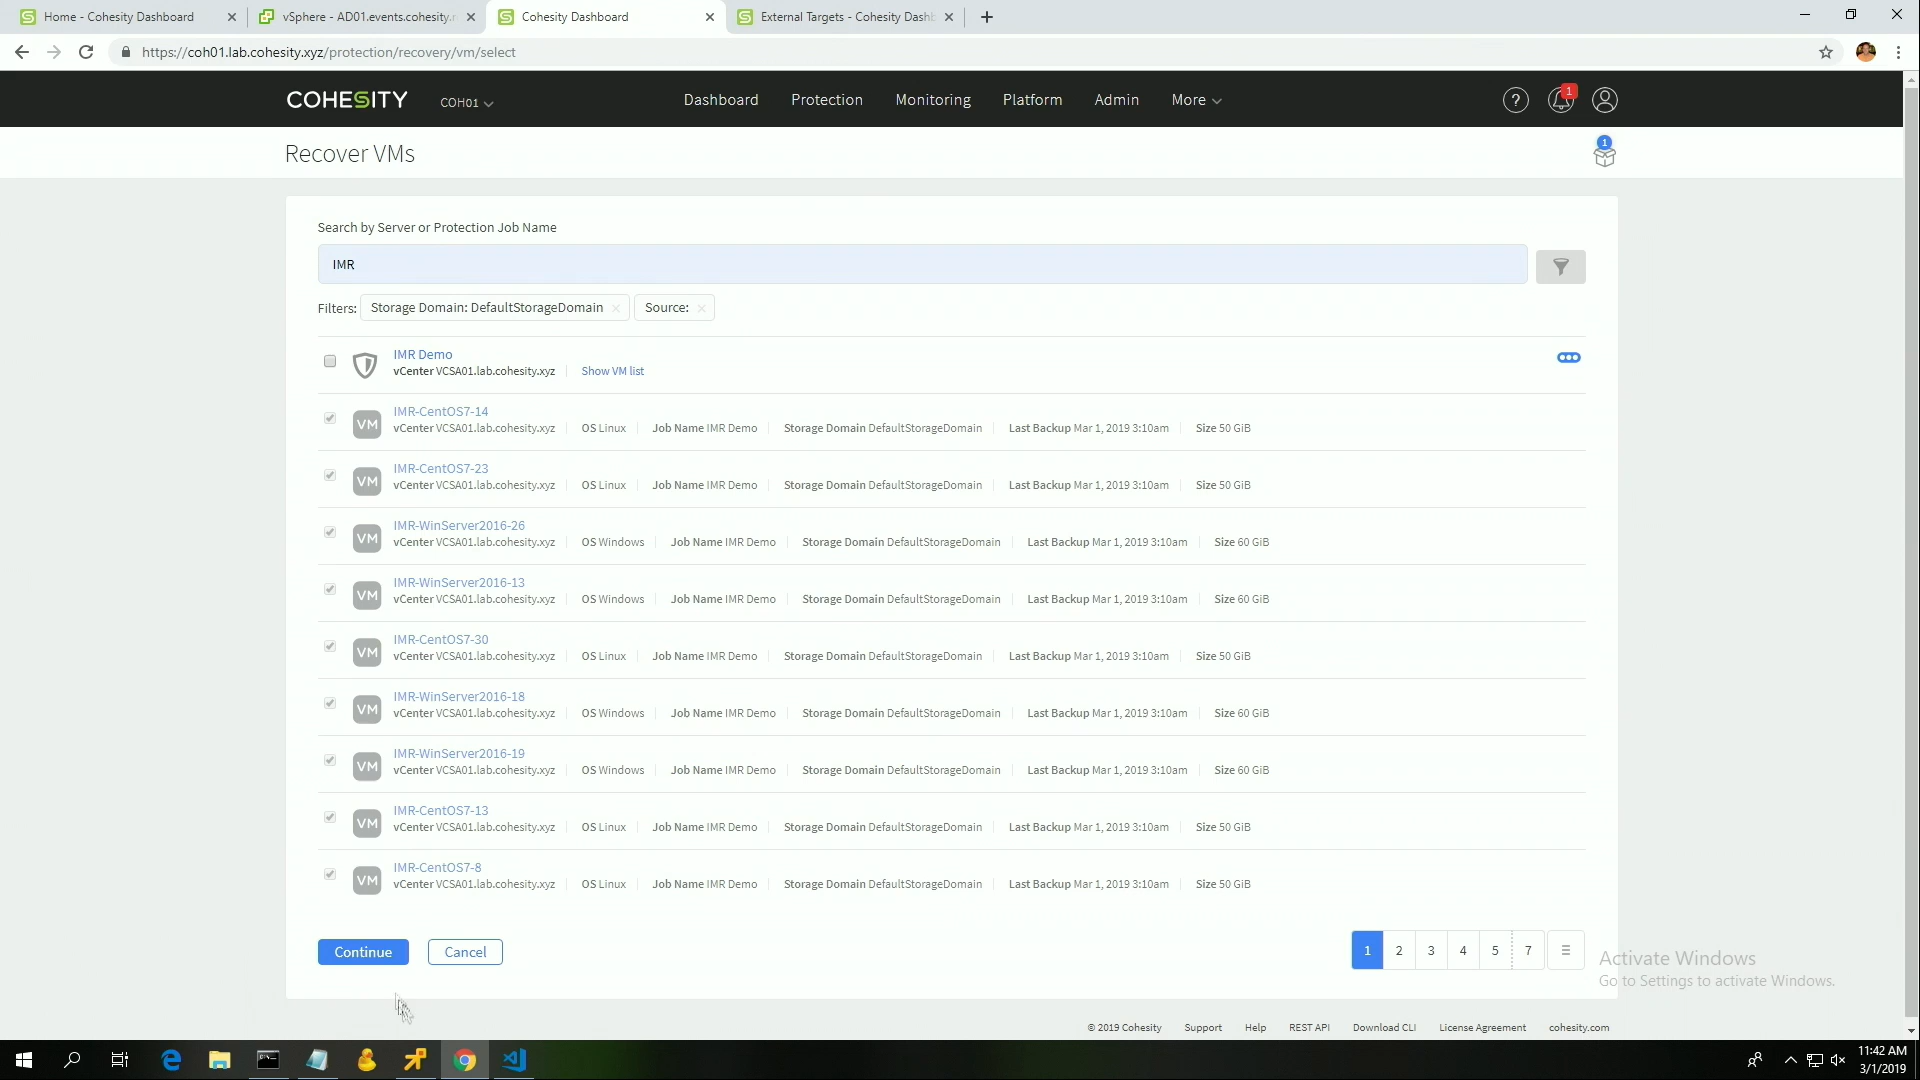 Home - Cohesity Dashboard
vSphere - AD01.events.cohesity.
Cohesity Dashboard
External Targets - Cohesity Dashb
https://coh01.lab.cohesity.xyz/protection/recovery/vm/select
COHESITY
COH01
Dashboard
Protection
Monitoring
Platform
Admin
More
?
1
Recover VMs
1
Search by Server or Protection Job Name
IMR
Filters: Storage Domain: DefaultStorageDomain Source:
IMR Demo
vCenter VCSA01.lab.cohesity.xyz Show VM list
VM
IMR-CentOS7-14
vCenter VCSA01.lab.cohesity.xyz OS Linux Job Name IMR Demo Storage Domain DefaultStorageDomain Last Backup Mar 1, 2019 3:10am Size 50 GiB
VM
IMR-CentOS7-23
vCenter VCSA01.lab.cohesity.xyz OS Linux Job Name IMR Demo Storage Domain DefaultStorageDomain Last Backup Mar 1, 2019 3:10am Size 50 GiB
VM
IMR-WinServer2016-26
vCenter VCSA01.lab.cohesity.xyz OS Windows Job Name IMR Demo Storage Domain DefaultStorageDomain Last Backup Mar 1, 2019 3:10am Size 60 GiB
VM
IMR-WinServer2016-13
vCenter VCSA01.lab.cohesity.xyz OS Windows Job Name IMR Demo Storage Domain DefaultStorageDomain Last Backup Mar 1, 2019 3:10am Size 60 GiB
VM
IMR-CentOS7-30
vCenter VCSA01.lab.cohesity.xyz OS Linux Job Name IMR Demo Storage Domain DefaultStorageDomain Last Backup Mar 1, 2019 3:10am Size 50 GiB
VM
IMR-WinServer2016-18
vCenter VCSA01.lab.cohesity.xyz OS Windows Job Name IMR Demo Storage Domain DefaultStorageDomain Last Backup Mar 1, 2019 3:10am Size 60 GiB
VM
IMR-WinServer2016-19
vCenter VCSA01.lab.cohesity.xyz OS Windows Job Name IMR Demo Storage Domain DefaultStorageDomain Last Backup Mar 1, 2019 3:10am Size 60 GiB
VM
IMR-CentOS7-13
vCenter VCSA01.lab.cohesity.xyz OS Linux Job Name IMR Demo Storage Domain DefaultStorageDomain Last Backup Mar 1, 2019 3:10am Size 50 GiB
VM
IMR-CentOS7-8
vCenter VCSA01.lab.cohesity.xyz OS Linux Job Name IMR Demo Storage Domain DefaultStorageDomain Last Backup Mar 1, 2019 3:10am Size 50 GiB
Continue
Cancel
1 2 3 4 5 7
Activate Windows
Go to Settings to activate Windows.
© 2019 Cohesity Support Help REST API Download CLI License Agreement cohesity.com
11:42 AM
3/1/2019